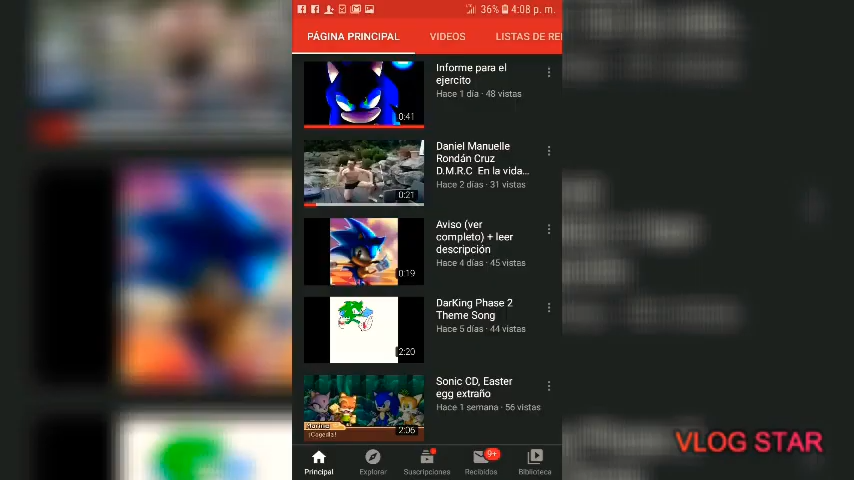 36% 4:08 p. m.
PÁGINA PRINCIPAL VIDEOS LISTAS DE RE
Informe para el
ejercito
Hace 1 día · 48 vistas
0:41
Daniel Manuelle
Rondán Cruz
D.M.R.C En la vida...
Hace 2 días · 31 vistas
0:21
Aviso (ver
completo) + leer
descripción
Hace 4 días · 45 vistas
0:19
DarKing Phase 2
Theme Song
Hace 5 días · 44 vistas
2:20
Sonic CD, Easter
egg extraño
Hace 1 semana · 56 vistas
¡Cogedla!
2:06
9+
Principal Explorar Suscripciones Recibidos Biblioteca
VLOG STAR